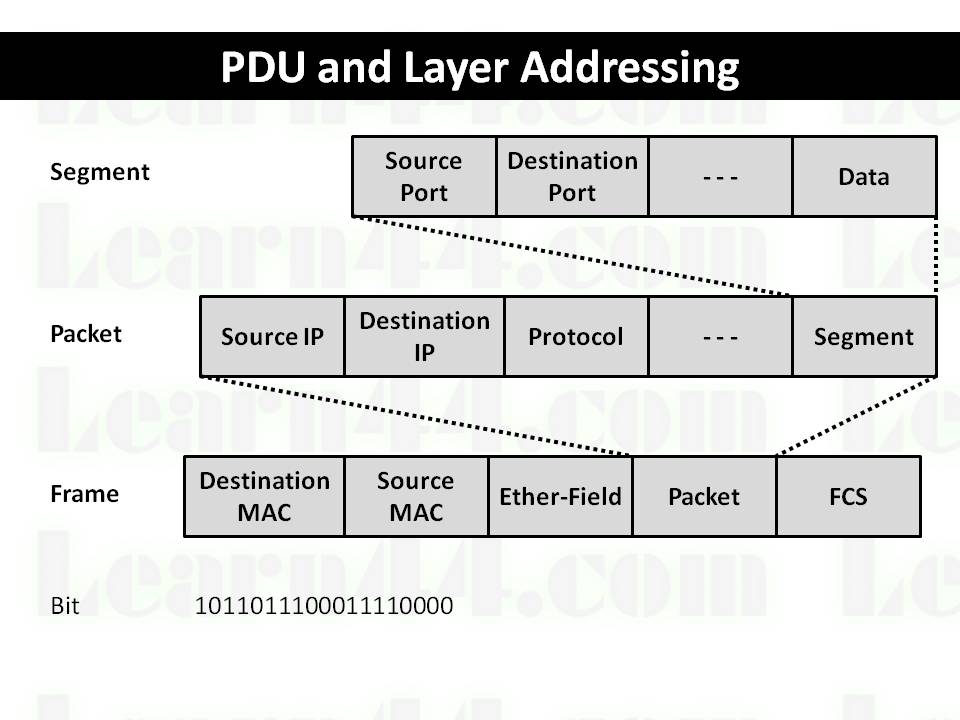 PDU and Layer Addressing
Segment
Source
Port
Destination
Port
- - -
Data
Packet
Source IP
Destination
IP
Protocol
- - -
Segment
Frame
Destination
MAC
Source
MAC
Ether-Field
Packet
FCS
Bit
1011011100011110000
Learn44.com